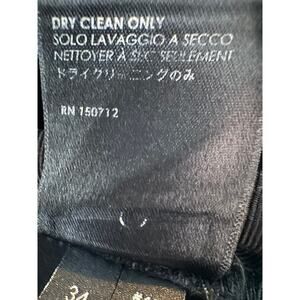 DRY CLEAN ONLY
SOLO LAVAGGIO A SECCO
NETTOYER A SEC SEULEMENT
ドライクリーニングのみ
RN 150712
34